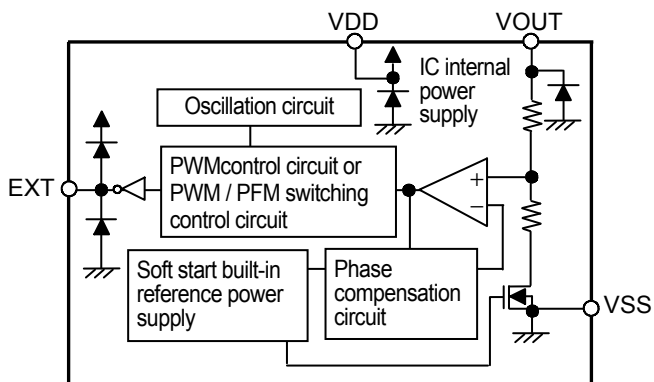 VDD
VOUT
IC internal
power
supply
Oscillation circuit
PWMcontrol circuit or
PWM / PFM switching
control circuit
EXT
+
−
Soft start built-in
reference power
supply
Phase
compensation
circuit
VSS